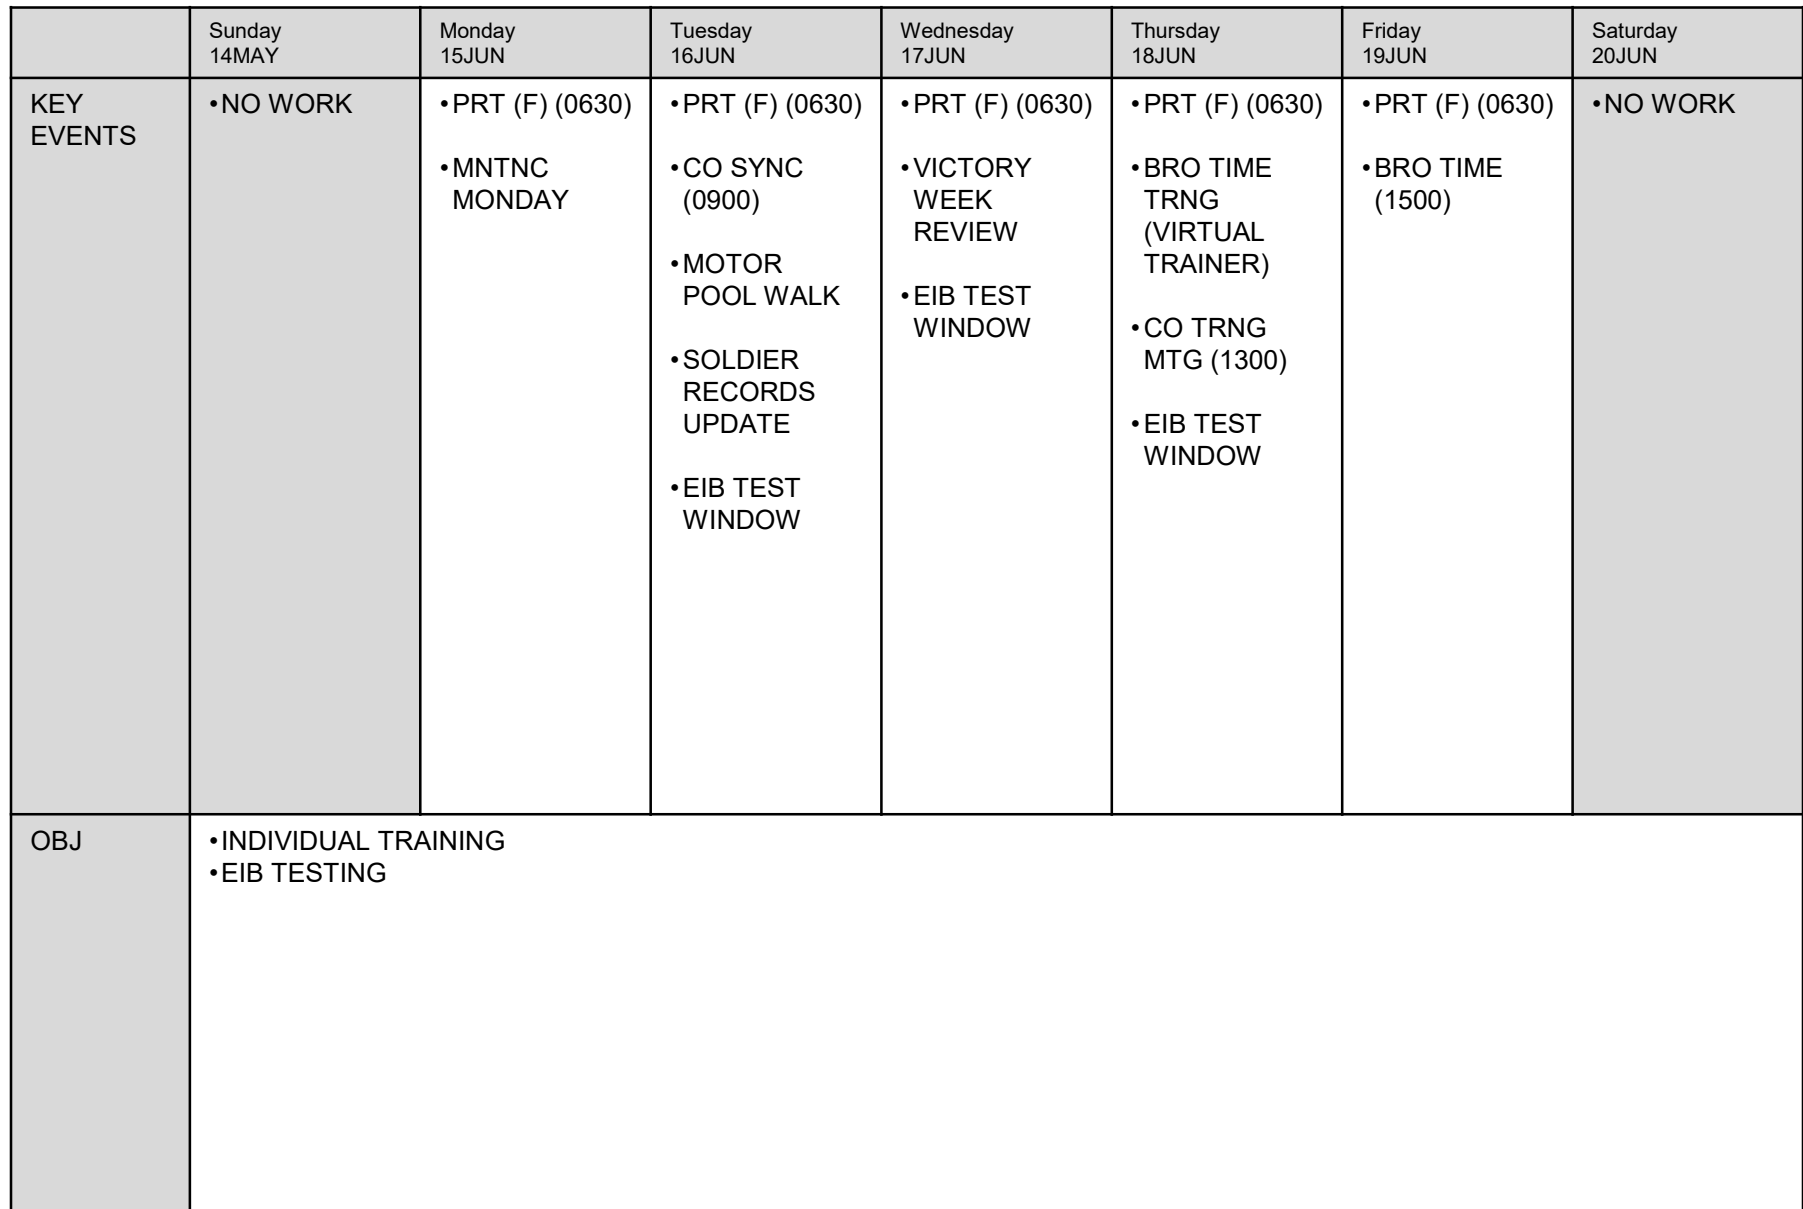 Sunday
14MAY
Monday
15JUN
Tuesday
16JUN
Wednesday
17JUN
Thursday
18JUN
Friday
19JUN
Saturday
20JUN
KEY
EVENTS
•NO WORK
•PRT (F) (0630)
•MNTNC
MONDAY
•PRT (F) (0630)
•CO SYNC
(0900)
•MOTOR
POOL WALK
•SOLDIER
RECORDS
UPDATE
•EIB TEST
WINDOW
•PRT (F) (0630)
•VICTORY
WEEK
REVIEW
•EIB TEST
WINDOW
•PRT (F) (0630)
•BRO TIME
TRNG
(VIRTUAL
TRAINER)
•CO TRNG
MTG (1300)
•EIB TEST
WINDOW
•PRT (F) (0630)
•BRO TIME
(1500)
•NO WORK
OBJ
•INDIVIDUAL TRAINING
•EIB TESTING